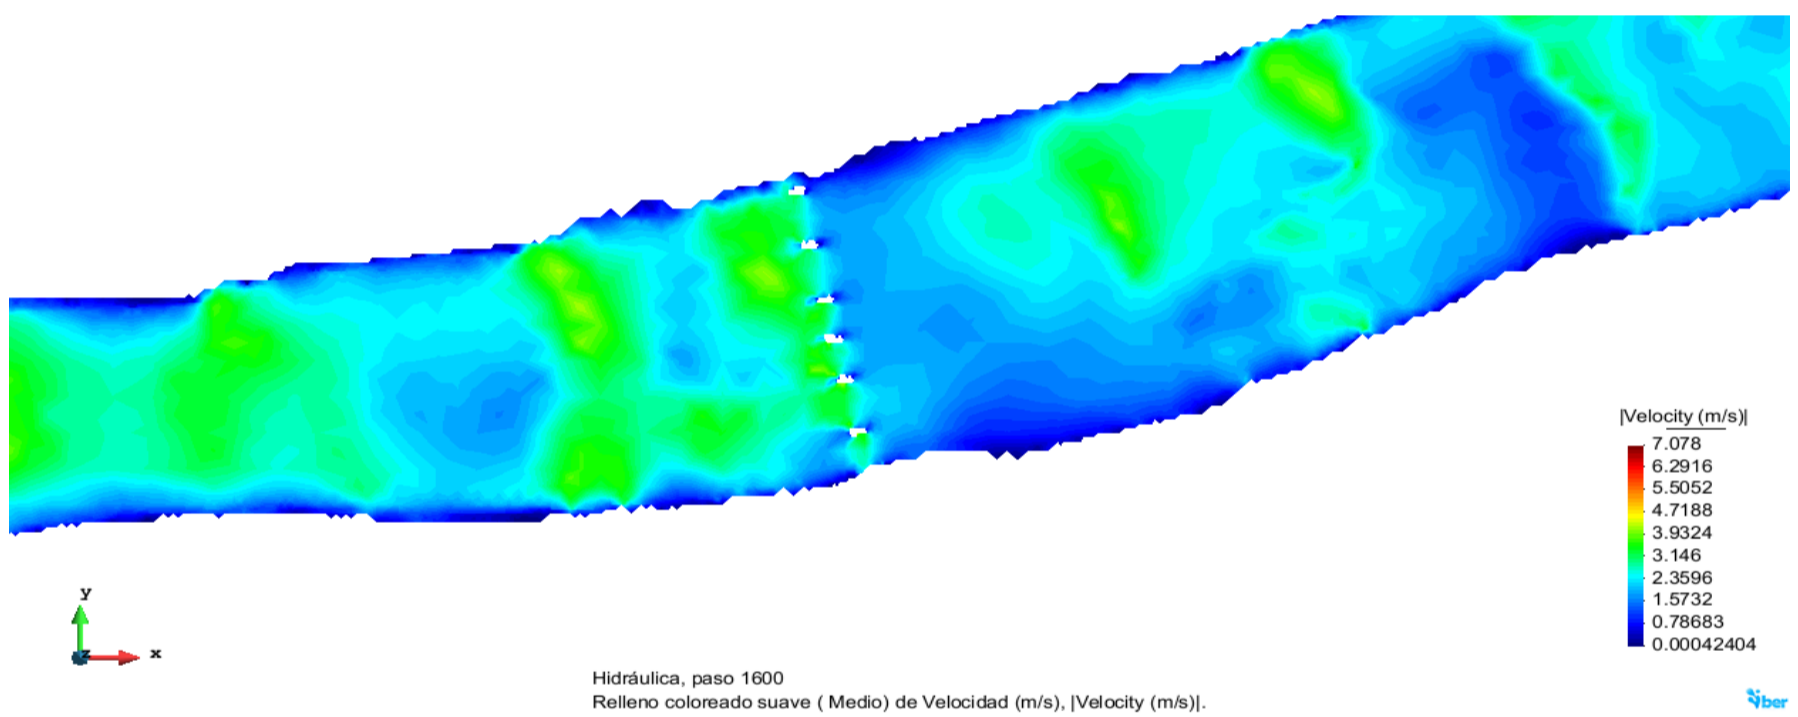 |Velocity (m/s)|
7.078
6.2916
5.5052
4.7188
3.9324
3.146
2.3596
1.5732
0.78683
0.00042404
y
z
x
Hidráulica, paso 1600
Relleno coloreado suave ( Medio) de Velocidad (m/s), |Velocity (m/s)|.
iber